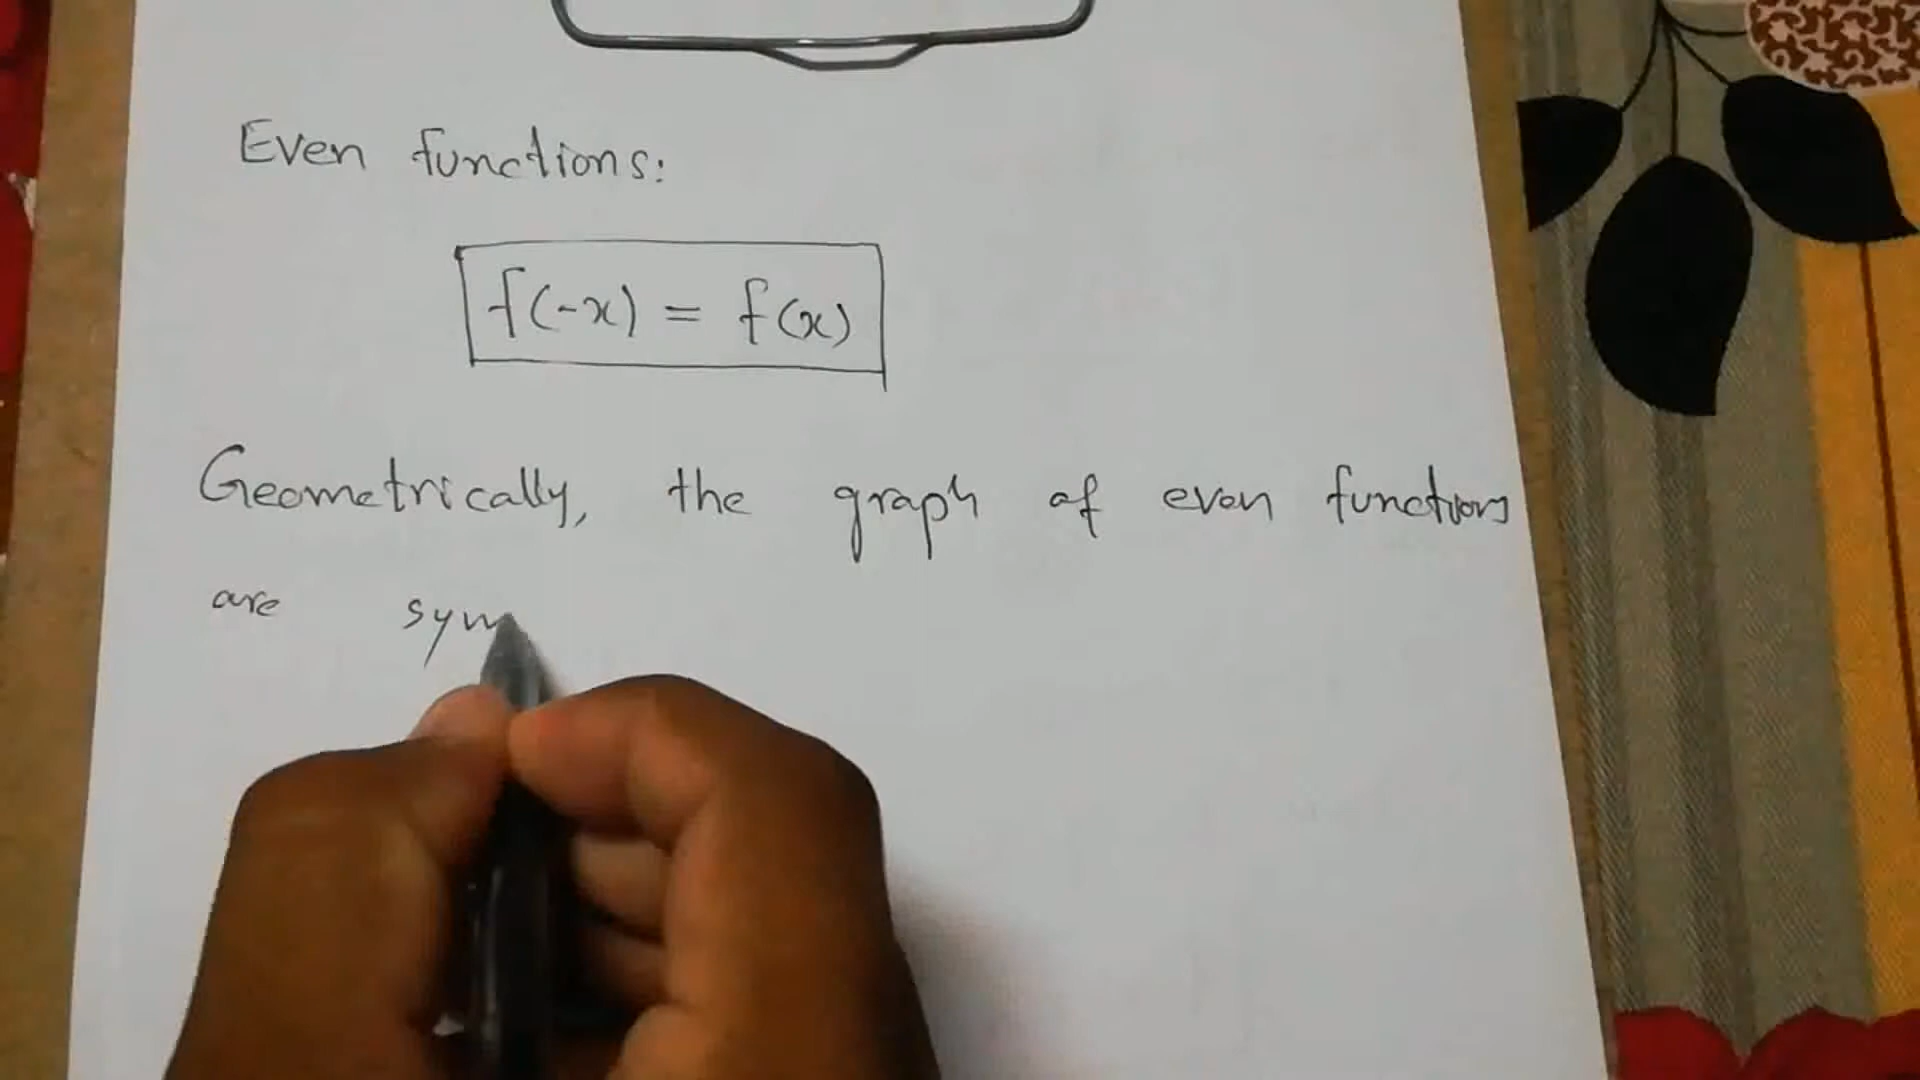 Even functions:
f(-x) = f(x)
Geometrically, the graph of even functions
are sym